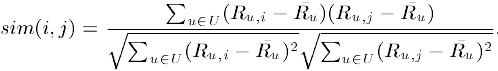 $$sim(i, j) = \frac{\sum_{u \in U}(R_{u,i} - \bar{R_u})(R_{u,j} - \bar{R_u})}{\sqrt{\sum_{u \in U}(R_{u,i} - \bar{R_u})^2}\sqrt{\sum_{u \in U}(R_{u,j} - \bar{R_u})^2}}.$$